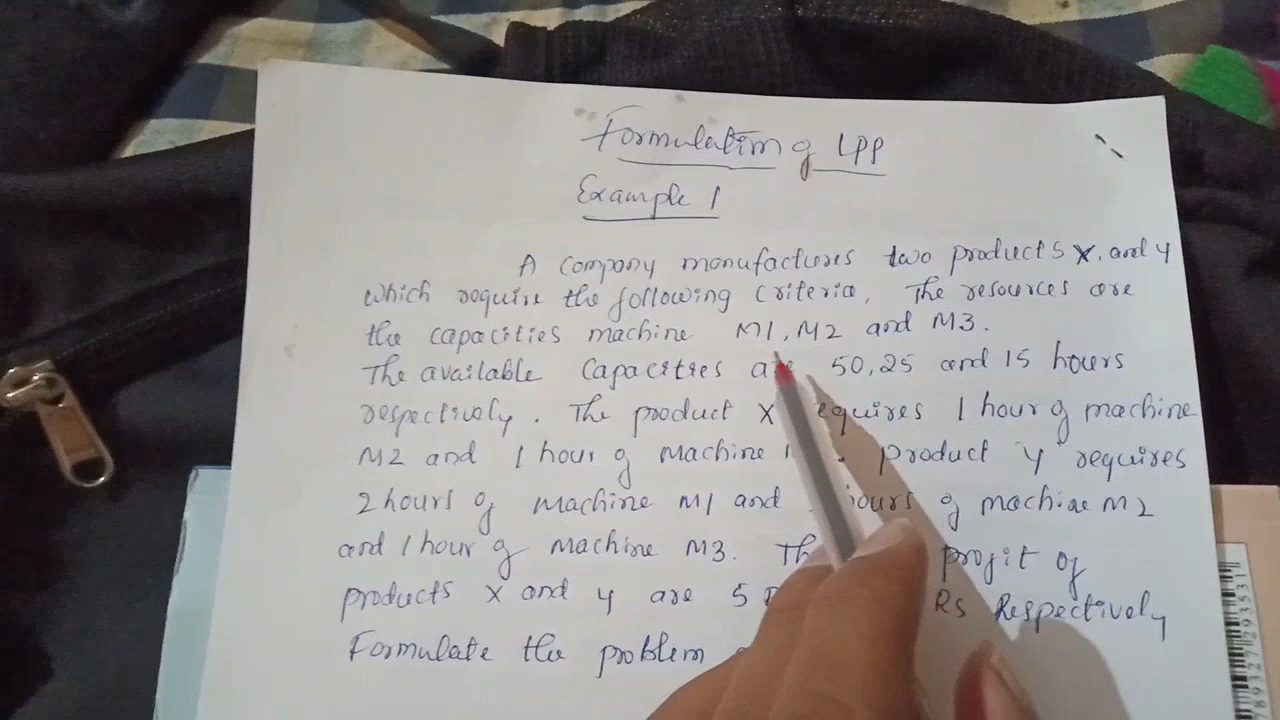 Formulating of LPP
Example 1
A company manufactures two products X, and Y
which require the following criteria. The resources are
the capacities machine M1, M2 and M3.
The available Capacities are 50, 25 and 15 hours
respectively. The product X requires 1 hour of machine
M2 and 1 hour of machine . product Y requires
2 hours of machine M1 and hours of machine M2
and 1 hour of machine M3. profit of
products X and Y are 5 Rs Respectively
Formulate the problem
7893271293531